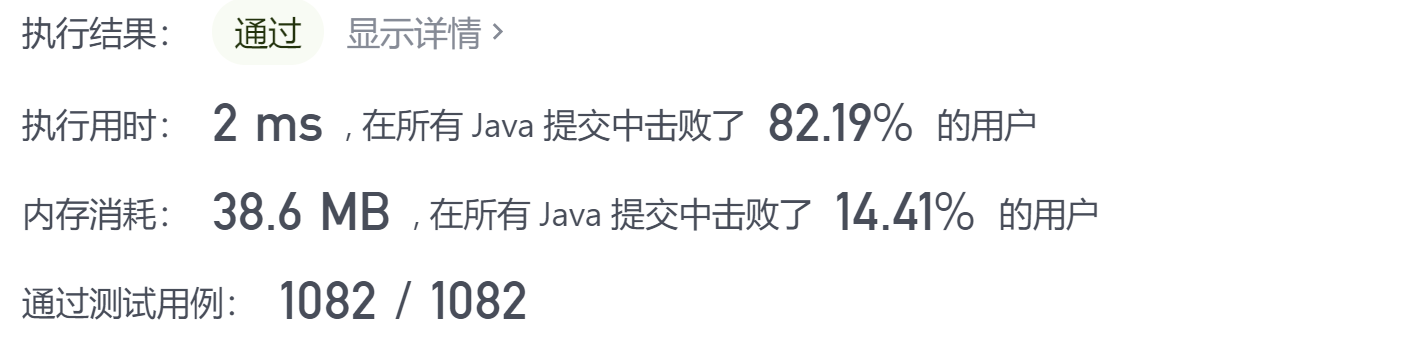 执行结果： 通过 显示详情 >
执行用时： 2 ms , 在所有 Java 提交中击败了 82.19% 的用户
内存消耗： 38.6 MB , 在所有 Java 提交中击败了 14.41% 的用户
通过测试用例： 1082 / 1082